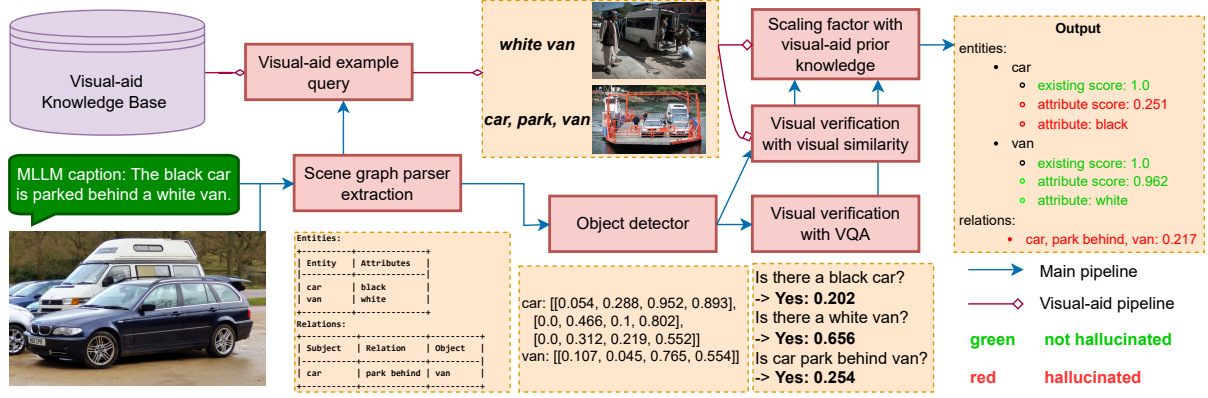 Visual-aid
Knowledge Base
Visual-aid example
query
white van
car, park, van
Scaling factor with
visual-aid prior
knowledge
Output
entities:
• car
existing score: 1.0
attribute score: 0.251
attribute: black
• van
existing score: 1.0
attribute score: 0.962
attribute: white
relations:
• car, park behind, van: 0.217
MLLM caption: The black car
is parked behind a white van.
Scene graph parser
extraction
Visual verification
with visual similarity
Object detector
Visual verification
with VQA
Entities:
+---------+---------------+
| Entity | Attributes |
|---------+---------------|
| car | black |
| van | white |
+---------+---------------+
Relations:
+-----------+-------------+----------+
| Subject | Relation | Object |
|-----------+-------------+----------|
| car | park behind | van |
+-----------+-------------+----------+
car: [[0.054, 0.288, 0.952, 0.893],
[0.0, 0.466, 0.1, 0.802],
[0.0, 0.312, 0.219, 0.552]]
van: [[0.107, 0.045, 0.765, 0.554]]
Is there a black car?
-> Yes: 0.202
Is there a white van?
-> Yes: 0.656
Is car park behind van?
-> Yes: 0.254
Main pipeline
Visual-aid pipeline
green not hallucinated
red hallucinated